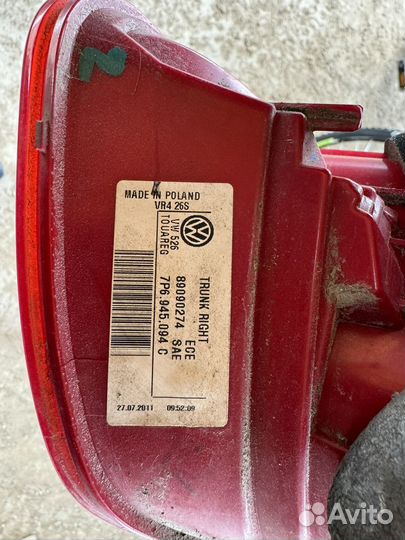 MADE IN POLAND
VR4 26S
VW 526
TOUAREG
TRUNK RIGHT
89090274 ECE
7P6.945.094 C SAE
27.07.2011 09:52:09
Avito